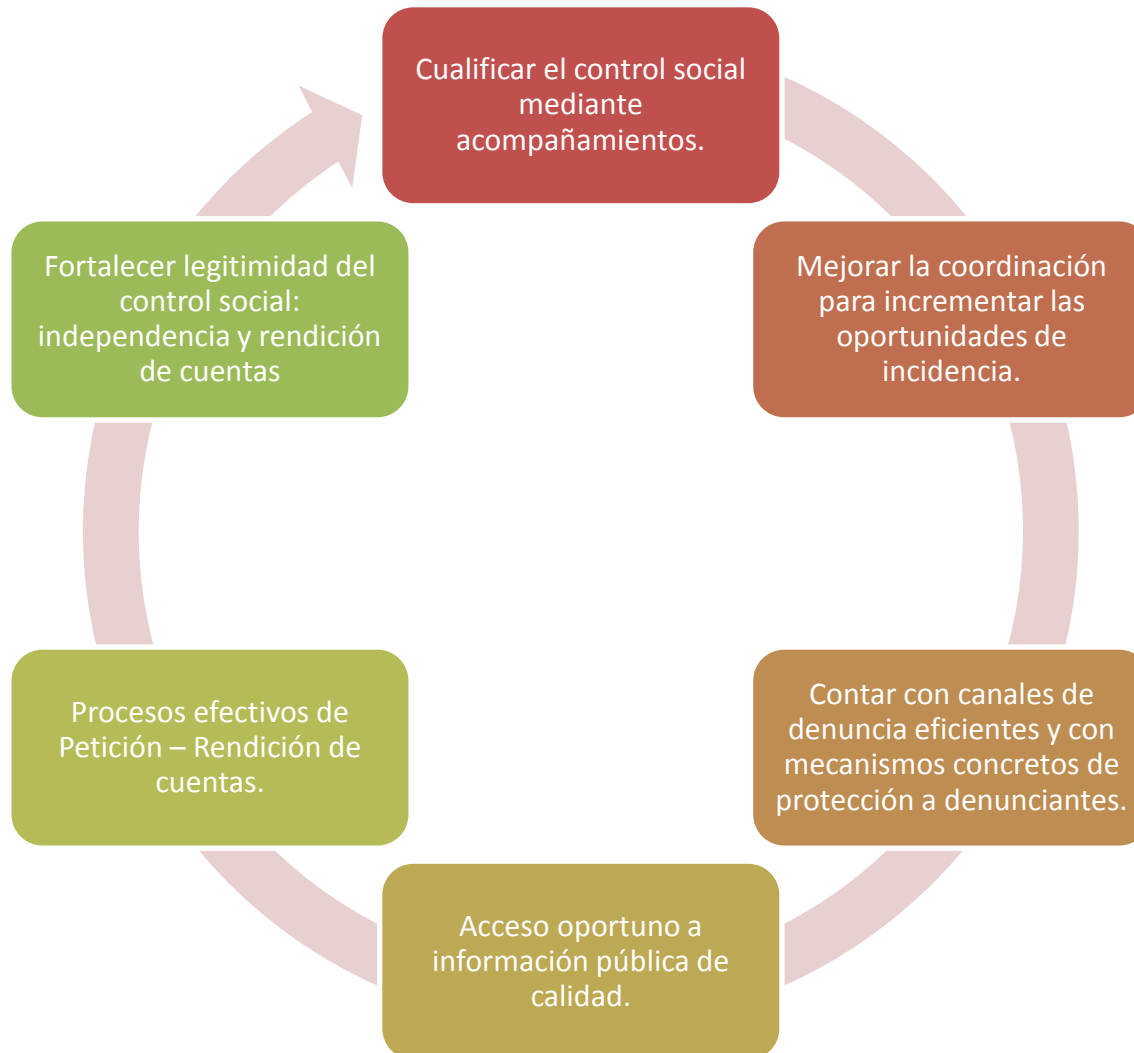 Cualificar el control social
mediante
acompañamientos.
Mejorar la coordinación
para incrementar las
oportunidades de
incidencia.
Contar con canales de
denuncia eficientes y con
mecanismos concretos de
protección a denunciantes.
Acceso oportuno a
información pública de
calidad.
Procesos efectivos de
Petición – Rendición de
cuentas.
Fortalecer legitimidad del
control social:
independencia y rendición
de cuentas